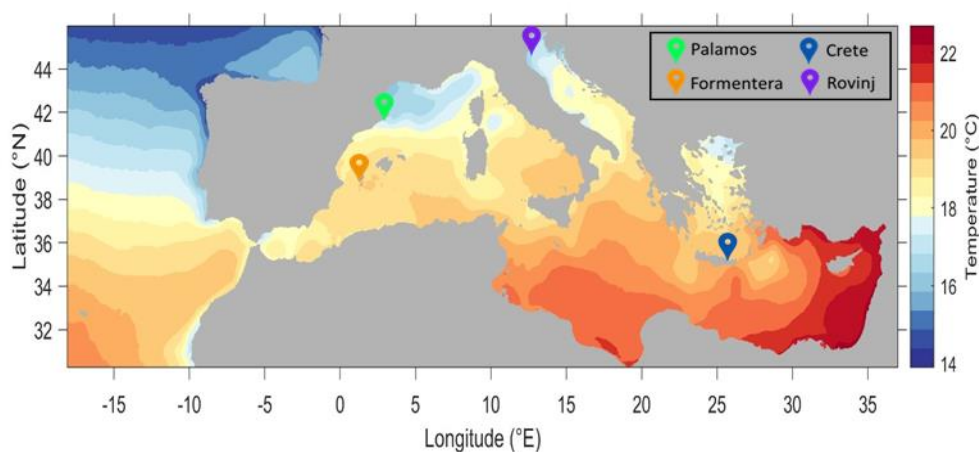 Palamos Crete
Formentera Rovinj
44
42
40
38
36
34
32
Latitude (°N)
-15 -10 -5 0 5 10 15 20 25 30 35
Longitude (°E)
22
20
18
16
14
Temperature (°C)